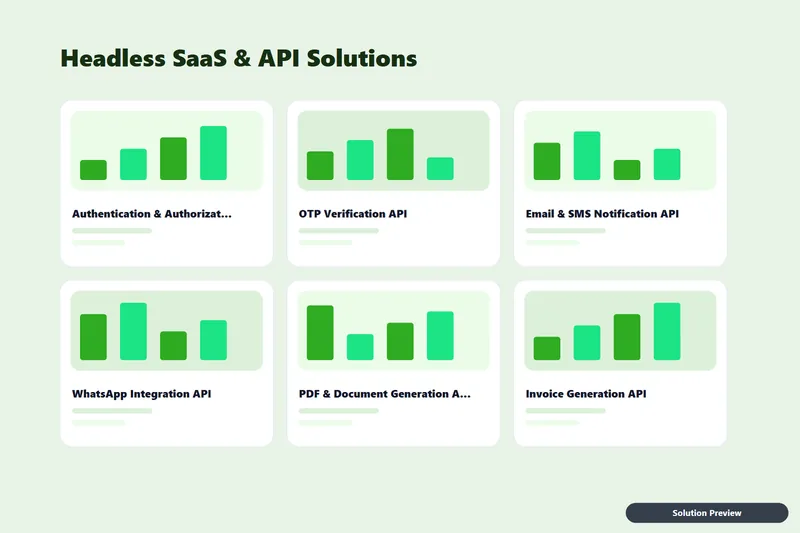 Headless SaaS & API Solutions
Authentication & Authorizat...
OTP Verification API
Email & SMS Notification API
WhatsApp Integration API
PDF & Document Generation A...
Invoice Generation API
Solution Preview